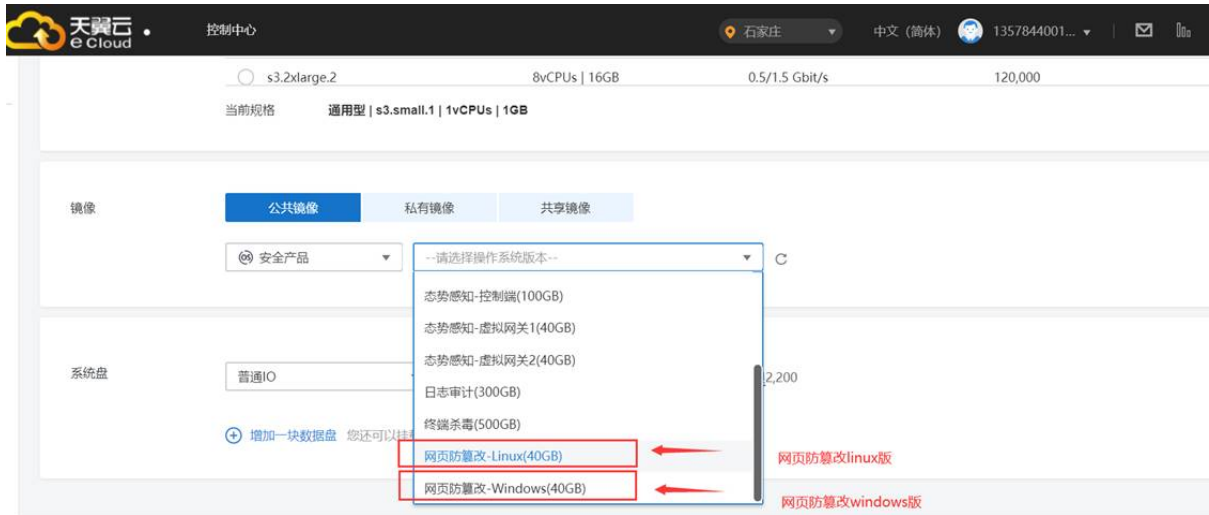 天翼云
e Cloud
控制中心
石家庄
中文 (简体)
1357844001...
s3.2xlarge.2 8vCPUs | 16GB 0.5/1.5 Gbit/s 120,000
当前规格 通用型 | s3.small.1 | 1vCPUs | 1GB
镜像 公共镜像 私有镜像 共享镜像
安全产品 --请选择操作系统版本--
态势感知-控制端(100GB)
态势感知-虚拟网关1(40GB)
态势感知-虚拟网关2(40GB)
系统盘 普通IO 2,200
日志审计(300GB)
终端杀毒(500GB)
增加一块数据盘 您还可以挂
网页防篡改-Linux(40GB) 网页防篡改linux版
网页防篡改-Windows(40GB) 网页防篡改windows版